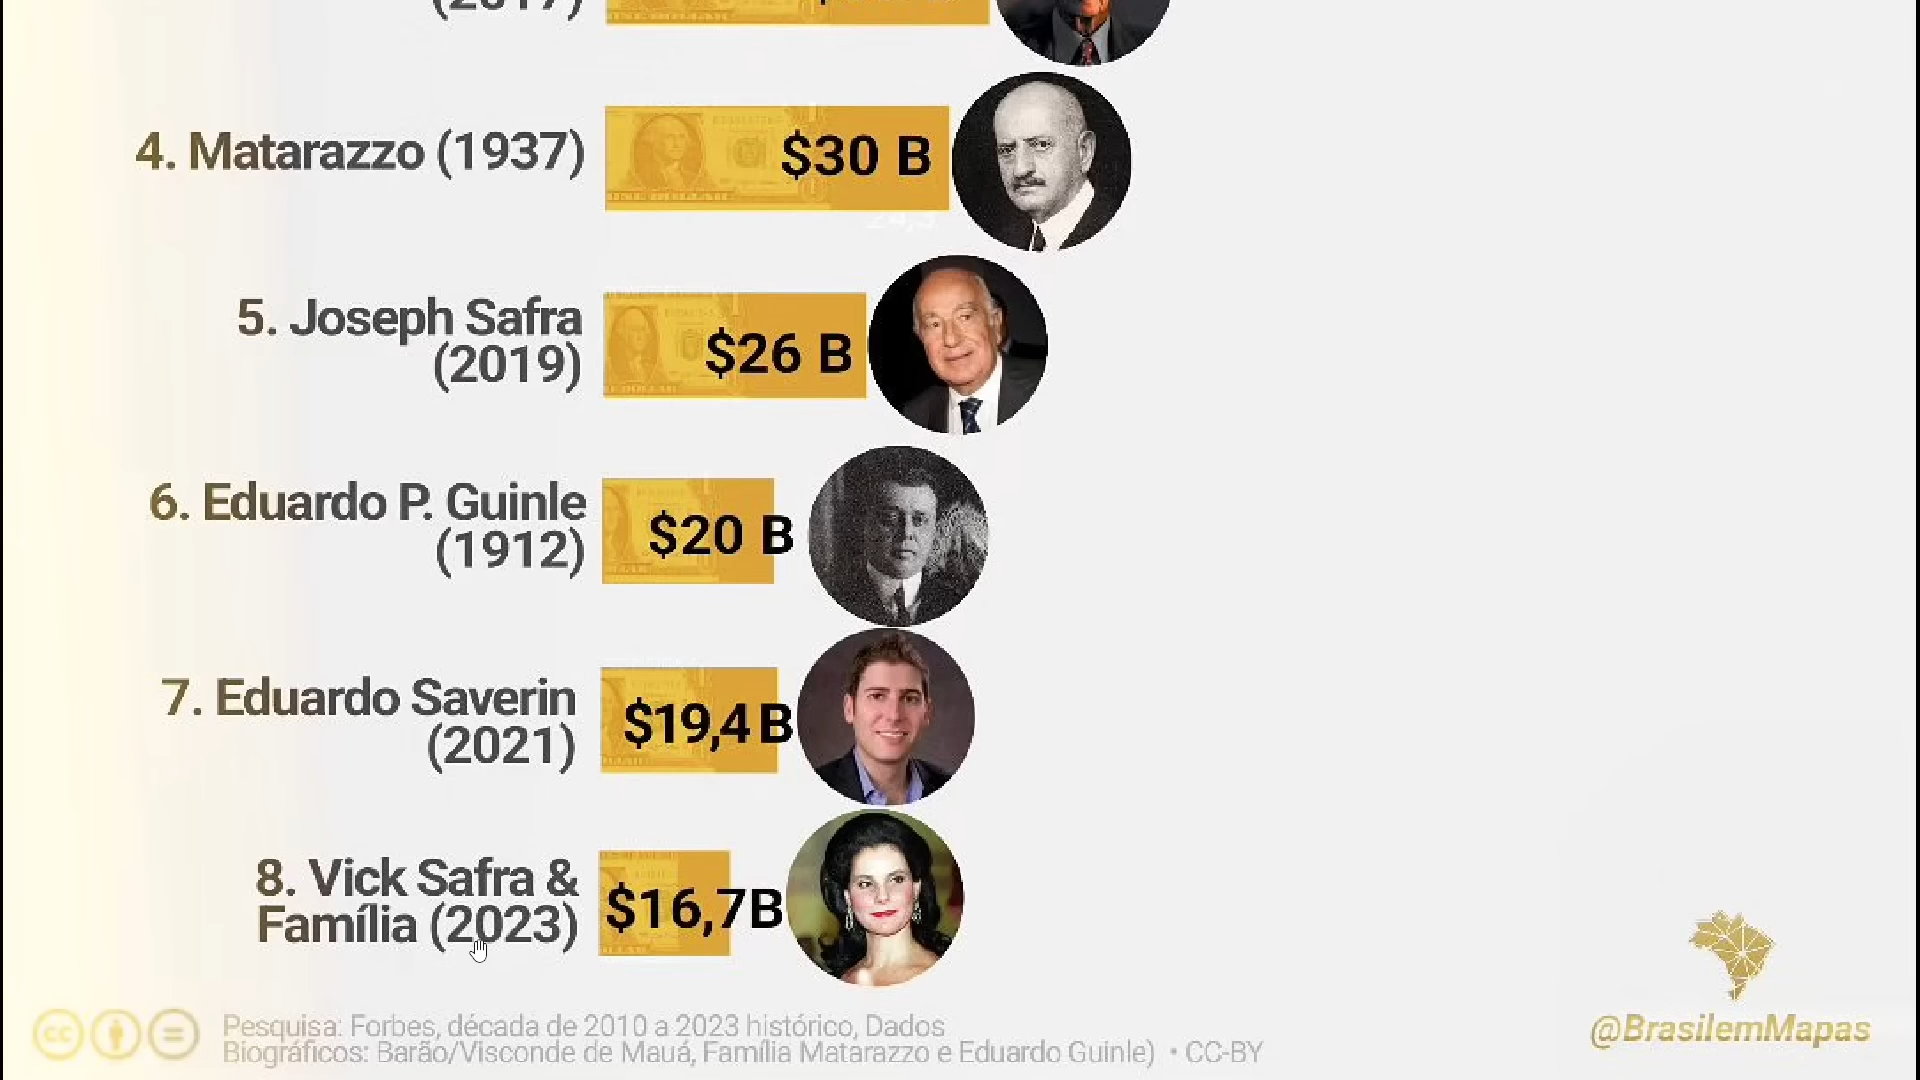 (2017)
4. Matarazzo (1937)
$30 B
5. Joseph Safra
(2019)
$26 B
6. Eduardo P. Guinle
(1912)
$20 B
7. Eduardo Saverin
(2021)
$19,4 B
8. Vick Safra &
Família (2023)
$16,7B
Pesquisa: Forbes, década de 2010 a 2023 histórico, Dados
Biográficos: Barão/Visconde de Mauá, Família Matarazzo e Eduardo Guinle) • CC-BY
@BrasilemMapas